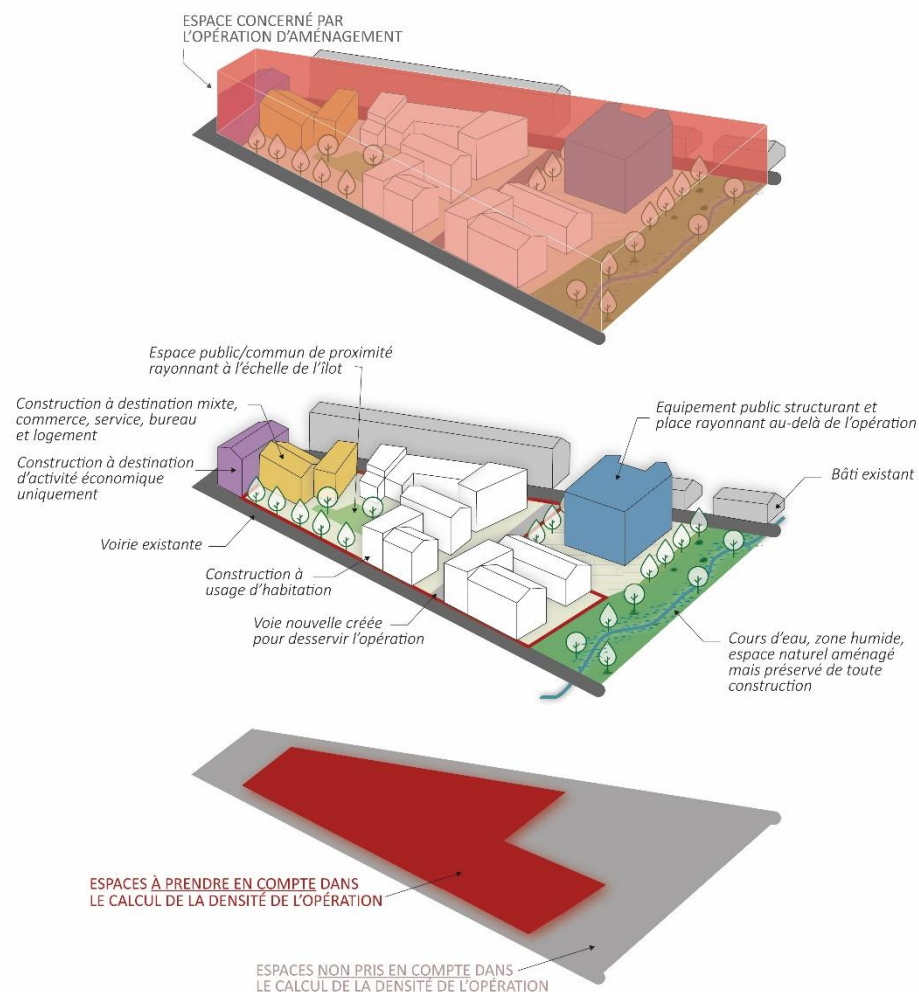 ESPACE CONCERNÉ PAR
L'OPÉRATION D'AMÉNAGEMENT
Espace public/commun de proximité
rayonnant à l'échelle de l'îlot
Construction à destination mixte,
commerce, service, bureau
et logement
Equipement public structurant et
place rayonnant au-delà de l'opération
Construction à destination
d'activité économique
uniquement
Bâti existant
Voirie existante
Construction à
usage d'habitation
Voie nouvelle créée
pour desservir l'opération
Cours d'eau, zone humide,
espace naturel aménagé
mais préservé de toute
construction
ESPACES À PRENDRE EN COMPTE DANS
LE CALCUL DE LA DENSITÉ DE L'OPÉRATION
ESPACES NON PRIS EN COMPTE DANS
LE CALCUL DE LA DENSITÉ DE L'OPÉRATION